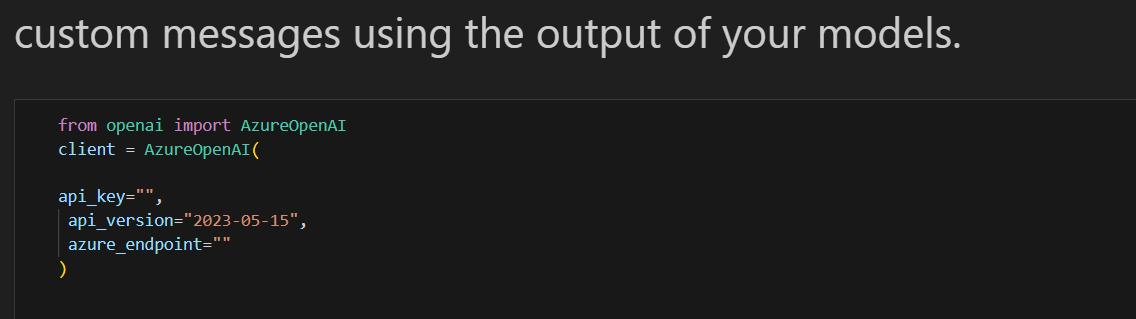 custom messages using the output of your models.
from openai import AzureOpenAI
client = AzureOpenAI(
api_key="",
api_version="2023-05-15",
azure_endpoint=""
)